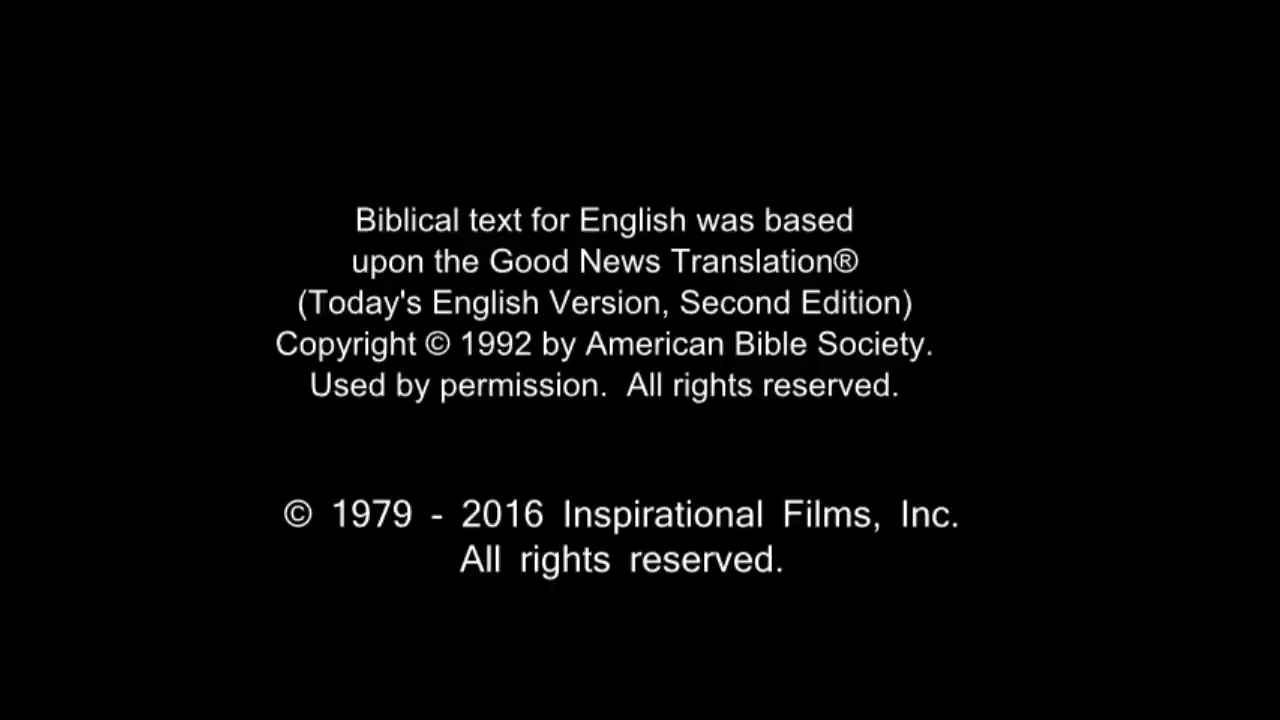 Biblical text for English was based
upon the Good News Translation®
(Today's English Version, Second Edition)
Copyright © 1992 by American Bible Society.
Used by permission.  All rights reserved.
© 1979 - 2016 Inspirational Films, Inc.
All rights reserved.